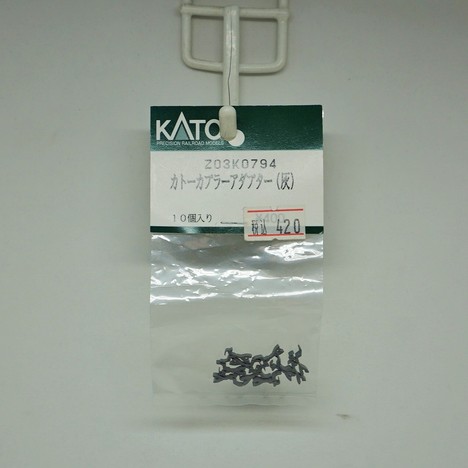 KATO
PRECISION RAILROAD MODELS
Z03K0794
カトーカプラーアダプター(灰)
10個入り ¥400
税込 420